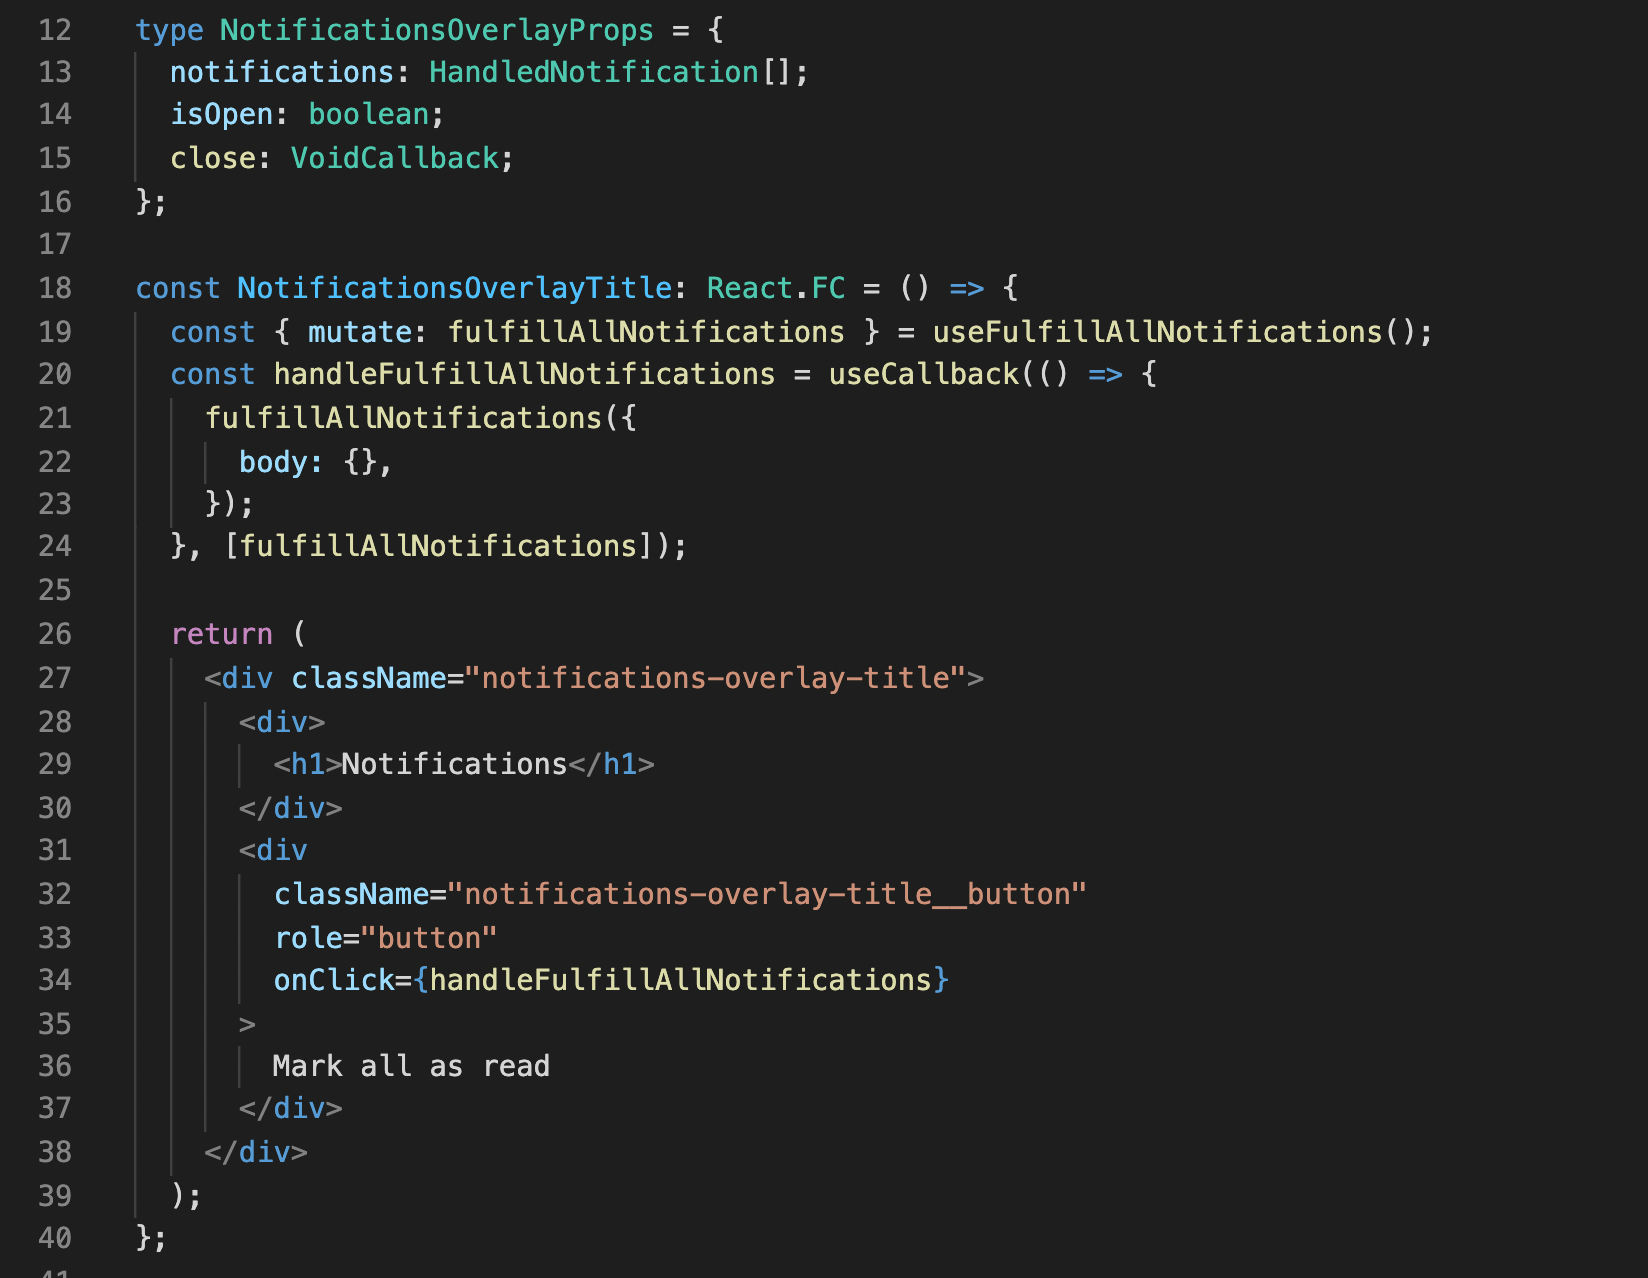 12 type NotificationsOverlayProps = {
13   notifications: HandledNotification[];
14   isOpen: boolean;
15   close: VoidCallback;
16 };
17
18 const NotificationsOverlayTitle: React.FC = () => {
19   const { mutate: fulfillAllNotifications } = useFulfillAllNotifications();
20   const handleFulfillAllNotifications = useCallback(() => {
21     fulfillAllNotifications({
22       body: {},
23     });
24   }, [fulfillAllNotifications]);
25
26   return (
27     <div className="notifications-overlay-title">
28       <div>
29         <h1>Notifications</h1>
30       </div>
31       <div
32         className="notifications-overlay-title__button"
33         role="button"
34         onClick={handleFulfillAllNotifications}
35       >
36         Mark all as read
37       </div>
38     </div>
39   );
40 };
41